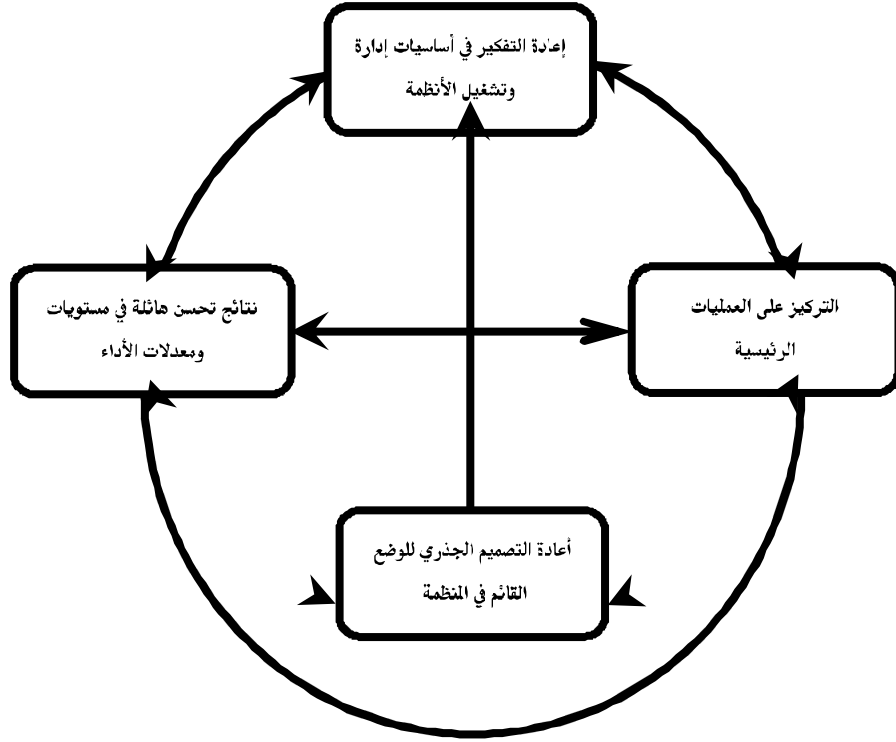 إعادة التفكير في أساسيات إدارة
وتشغيل الأنظمة
التركيز على العمليات
الرئيسية
نتائج تحسن هائلة في مستويات
ومعدلات الأداء
أعادة التصميم الجذري للوضع
القائم في المنظمة